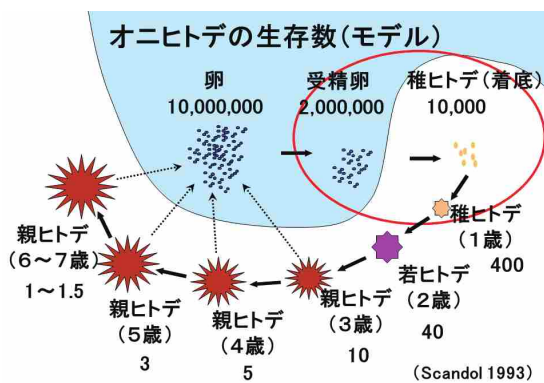 オニヒトデの生存数(モデル)
卵
10,000,000
受精卵
2,000,000
稚ヒトデ(着底)
10,000
稚ヒトデ
(1歳)
400
若ヒトデ
(2歳)
40
親ヒトデ
(3歳)
10
親ヒトデ
(4歳)
5
親ヒトデ
(5歳)
3
親ヒトデ
(6～7歳)
1～1.5
(Scandol 1993)